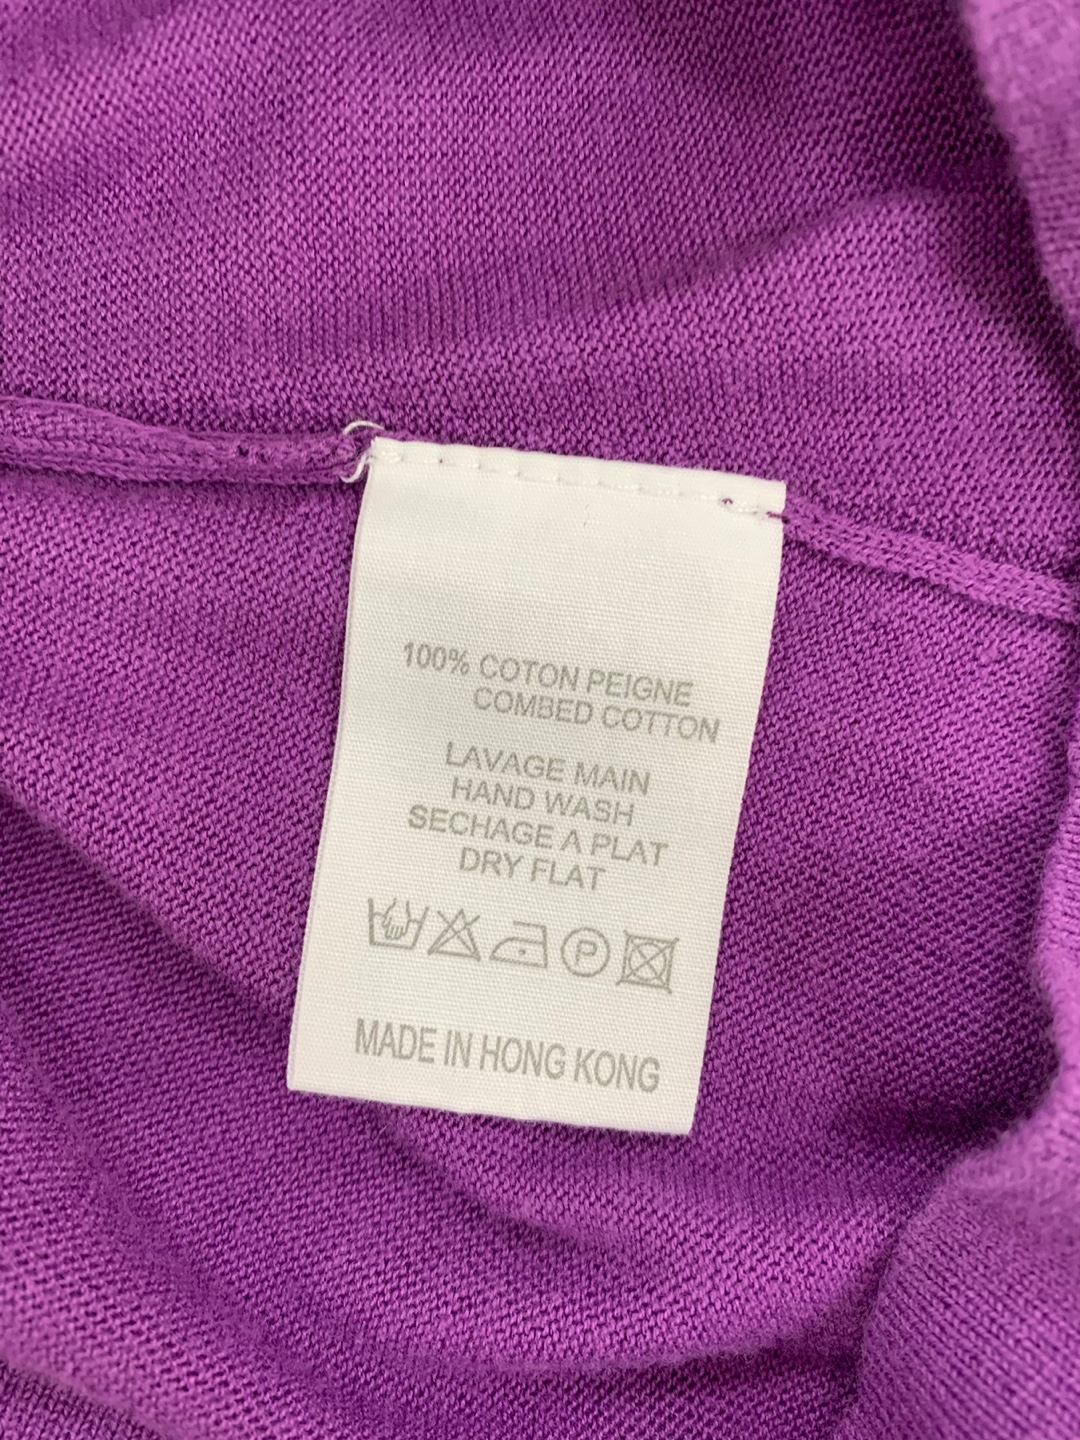 100% COTON PEIGNE
COMBED COTTON
LAVAGE MAIN
HAND WASH
SECHAGE A PLAT
DRY FLAT
P
MADE IN HONG KONG